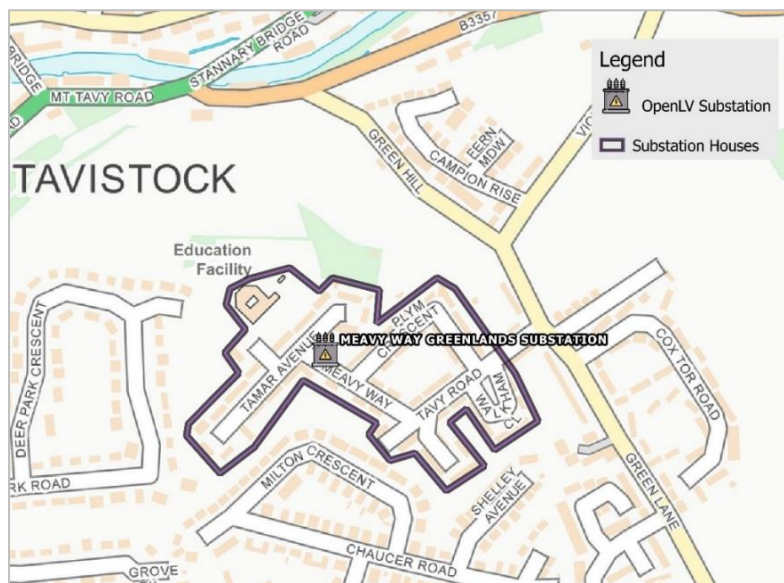 B3357
STANNARY BRIDGE
ROAD
BRIDGE
MT TAVY ROAD
Legend
OpenLV Substation
Substation Houses
VIC
GREEN HILL
FERN
MDW
CAMPION RISE
TAVISTOCK
Education
Facility
PLYM
CRESCENT
MEAVY WAY GREENLANDS SUBSTATION
TAMAR AVENUE
MEAVY WAY
TAVY ROAD
COX TOR ROAD
DEER PARK CRESCENT
RK ROAD
MILTON CRESCENT
SHELLEY
AVENUE
GREEN LANE
CHAUCER ROAD
GROVE